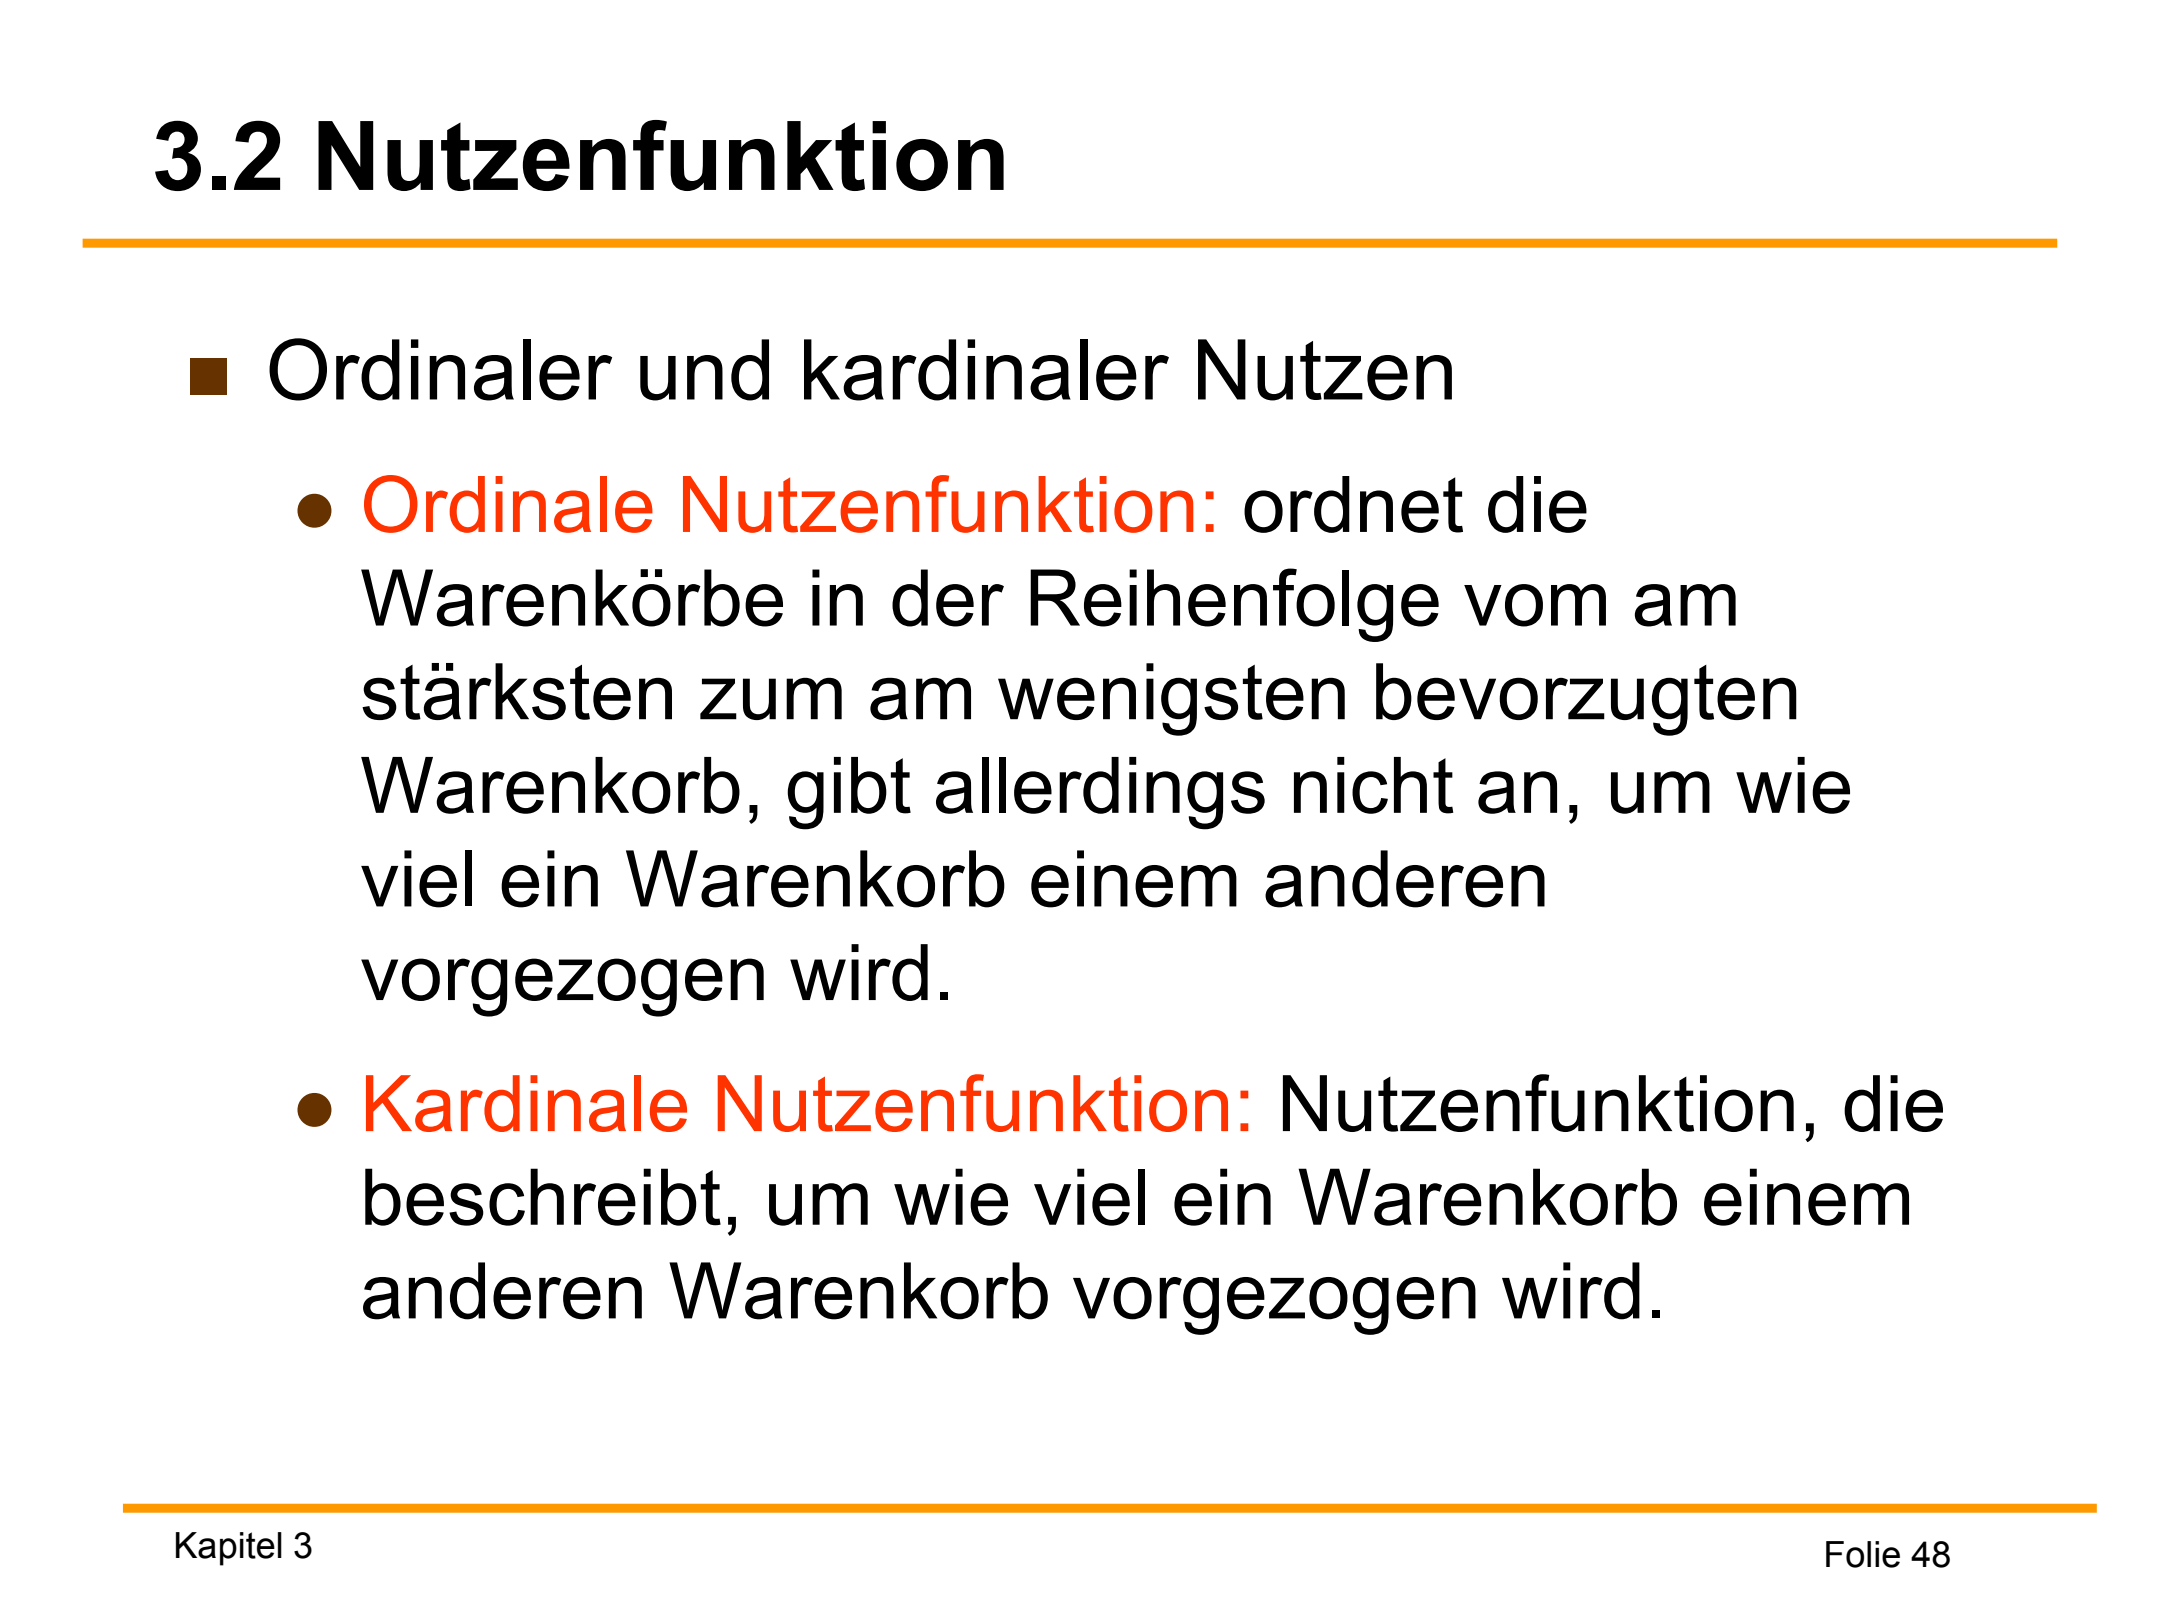 3.2 Nutzenfunktion
Ordinaler und kardinaler Nutzen
Ordinale Nutzenfunktion: ordnet die
Warenkörbe in der Reihenfolge vom am
stärksten zum am wenigsten bevorzugten
Warenkorb, gibt allerdings nicht an, um wie
viel ein Warenkorb einem anderen
vorgezogen wird.
Kardinale Nutzenfunktion: Nutzenfunktion, die
beschreibt, um wie viel ein Warenkorb einem
anderen Warenkorb vorgezogen wird.
Kapitel 3
Folie 48